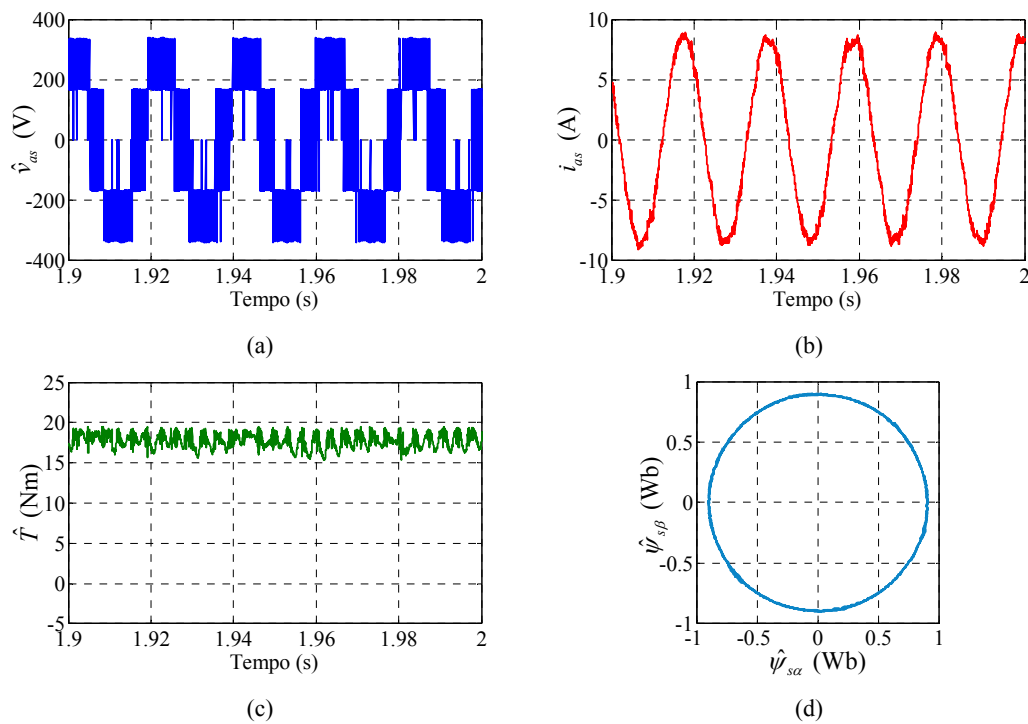 400
200
0
-200
-400
v̂as (V)
1.9 1.92 1.94 1.96 1.98 2
Tempo (s)
(a)
10
5
0
-5
-10
ias (A)
1.9 1.92 1.94 1.96 1.98 2
Tempo (s)
(b)
25
20
15
10
5
0
-5
T̂ (Nm)
1.9 1.92 1.94 1.96 1.98 2
Tempo (s)
(c)
1
0.5
0
-0.5
-1
ψ̂sβ (Wb)
-1 -0.5 0 0.5 1
ψ̂sα (Wb)
(d)